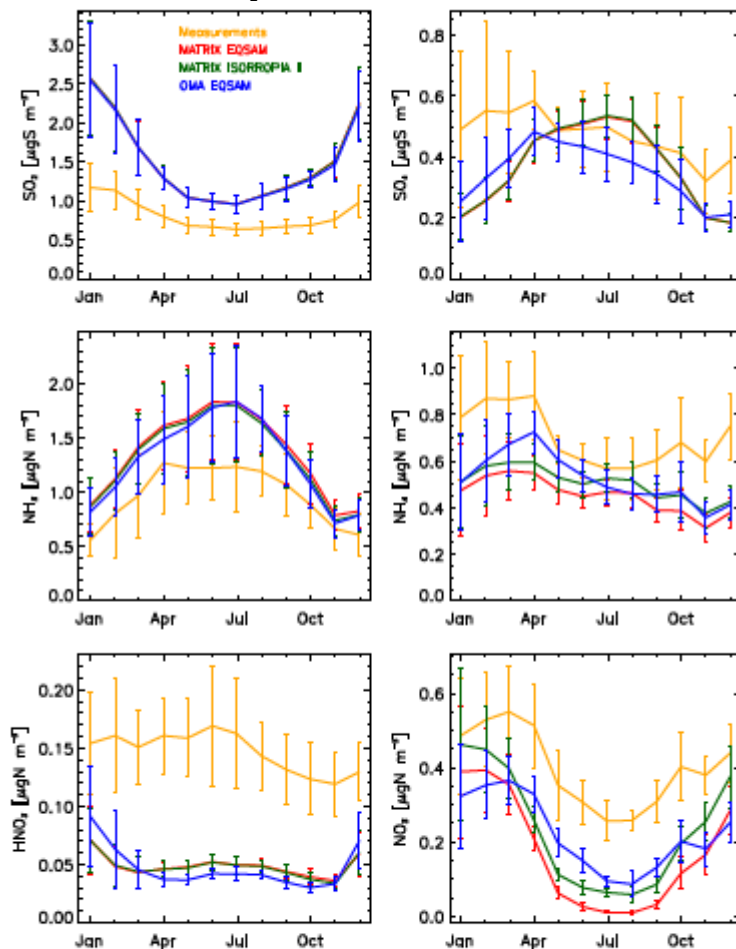 Measurements
MATRIX EQSAM
MATRIX ISORROPIA II
OMA EQSAM
SO₂ [μgS m⁻³]
3.0
2.5
2.0
1.5
1.0
0.5
0.0
Jan Apr Jul Oct
SO₄ [μgS m⁻³]
0.8
0.6
0.4
0.2
0.0
Jan Apr Jul Oct
NH₃ [μgN m⁻³]
2.0
1.5
1.0
0.5
0.0
Jan Apr Jul Oct
NH₄ [μgN m⁻³]
1.0
0.8
0.6
0.4
0.2
0.0
Jan Apr Jul Oct
HNO₃ [μgN m⁻³]
0.20
0.15
0.10
0.05
0.00
Jan Apr Jul Oct
NO₃ [μgN m⁻³]
0.6
0.4
0.2
0.0
Jan Apr Jul Oct